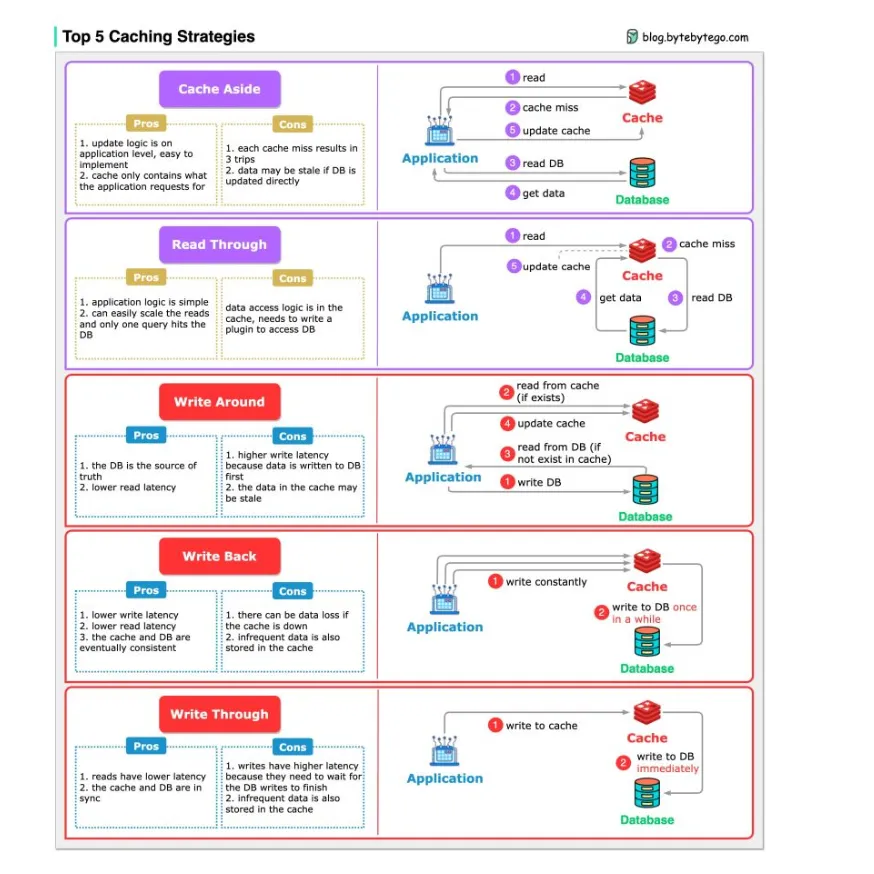 Top 5 Caching Strategies
blog.bytebytego.com
Cache Aside
Pros
1. update logic is on
application level, easy to
implement
2. cache only contains what
the application requests for
Cons
1. each cache miss results in
3 trips
2. data may be stale if DB is
updated directly
1 read
2 cache miss
5 update cache
3 read DB
4 get data
Application
Cache
Database
Read Through
Pros
1. application logic is simple
2. can easily scale the reads
and only one query hits the
DB
Cons
data access logic is in the
cache, needs to write a
plugin to access DB
1 read
2 cache miss
5 update cache
4 get data
3 read DB
Application
Cache
Database
Write Around
Pros
1. the DB is the source of
truth
2. lower read latency
Cons
1. higher write latency
because data is written to DB
first
2. the data in the cache may
be stale
2 read from cache
(if exists)
4 update cache
3 read from DB (if
not exist in cache)
1 write DB
Application
Cache
Database
Write Back
Pros
1. lower write latency
2. lower read latency
3. the cache and DB are
eventually consistent
Cons
1. there can be data loss if
the cache is down
2. infrequent data is also
stored in the cache
1 write constantly
2 write to DB once
in a while
Application
Cache
Database
Write Through
Pros
1. reads have lower latency
2. the cache and DB are in
sync
Cons
1. writes have higher latency
because they need to wait for
the DB writes to finish
2. infrequent data is also
stored in the cache
1 write to cache
2 write to DB
immediately
Application
Cache
Database